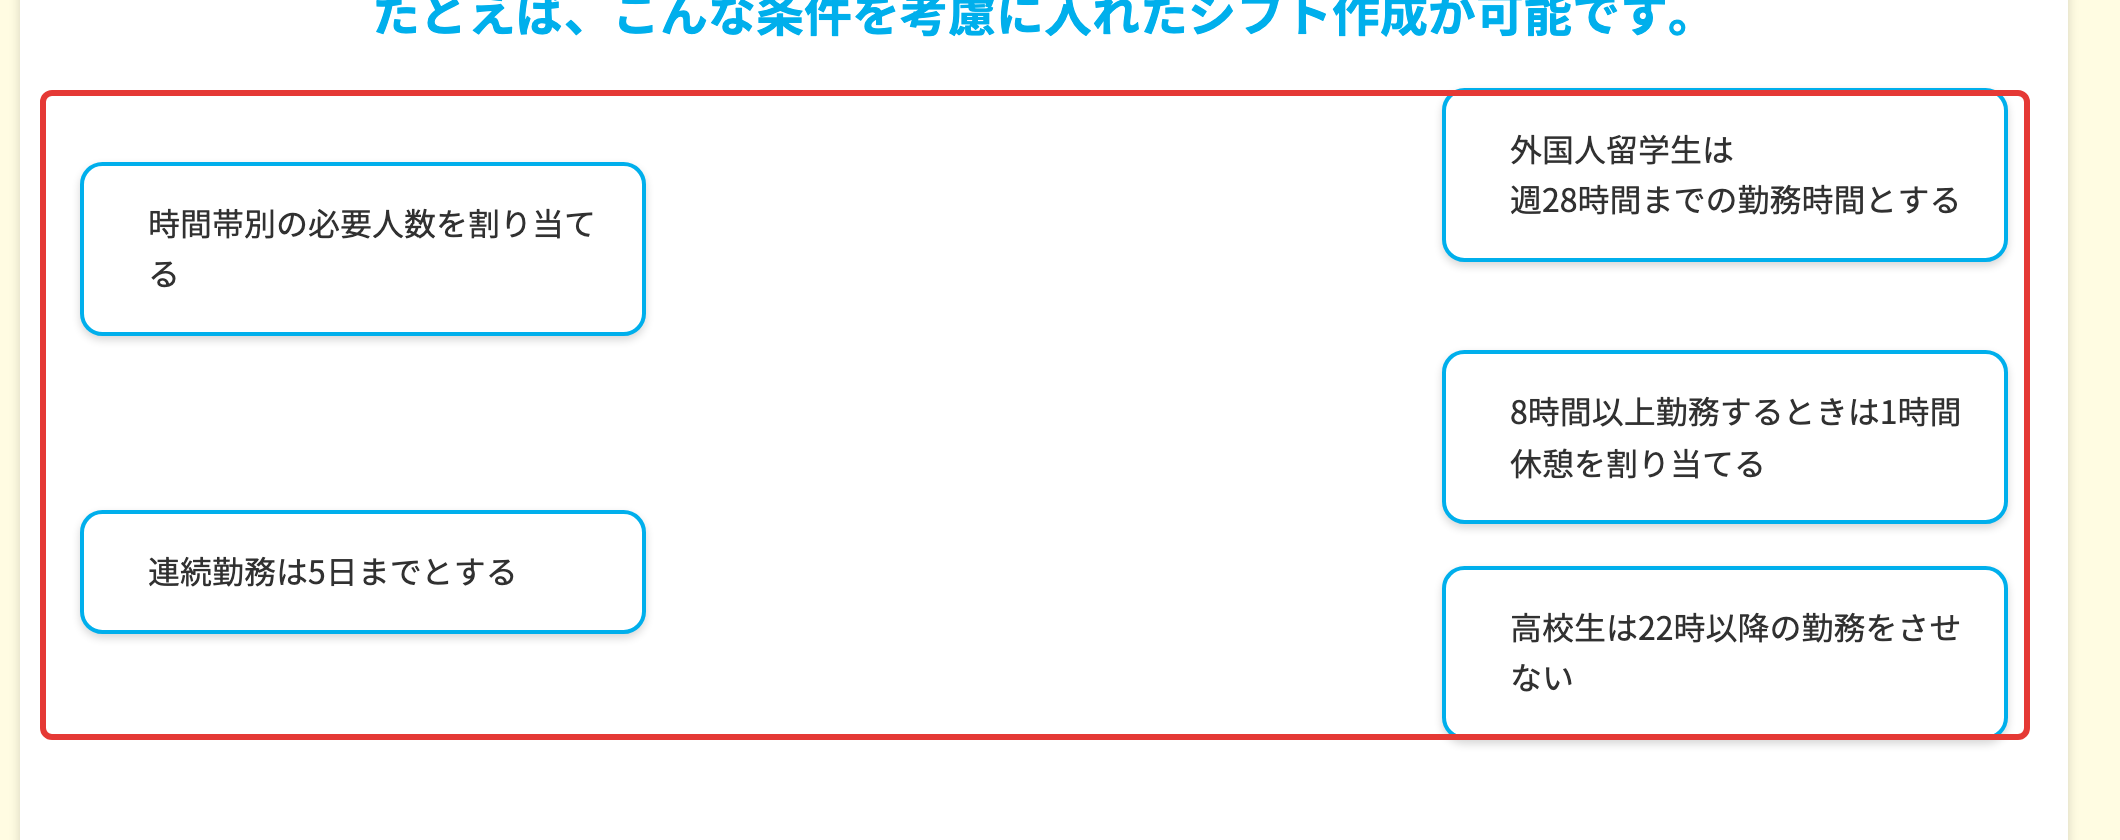 たとえば、こんな条件を考慮に入れたシフト作成が可能です。
時間帯別の必要人数を割り当て
る
連続勤務は5日までとする
外国人留学生は
週28時間までの勤務時間とする
8時間以上勤務するときは1時間
休憩を割り当てる
高校生は22時以降の勤務をさせ
ない